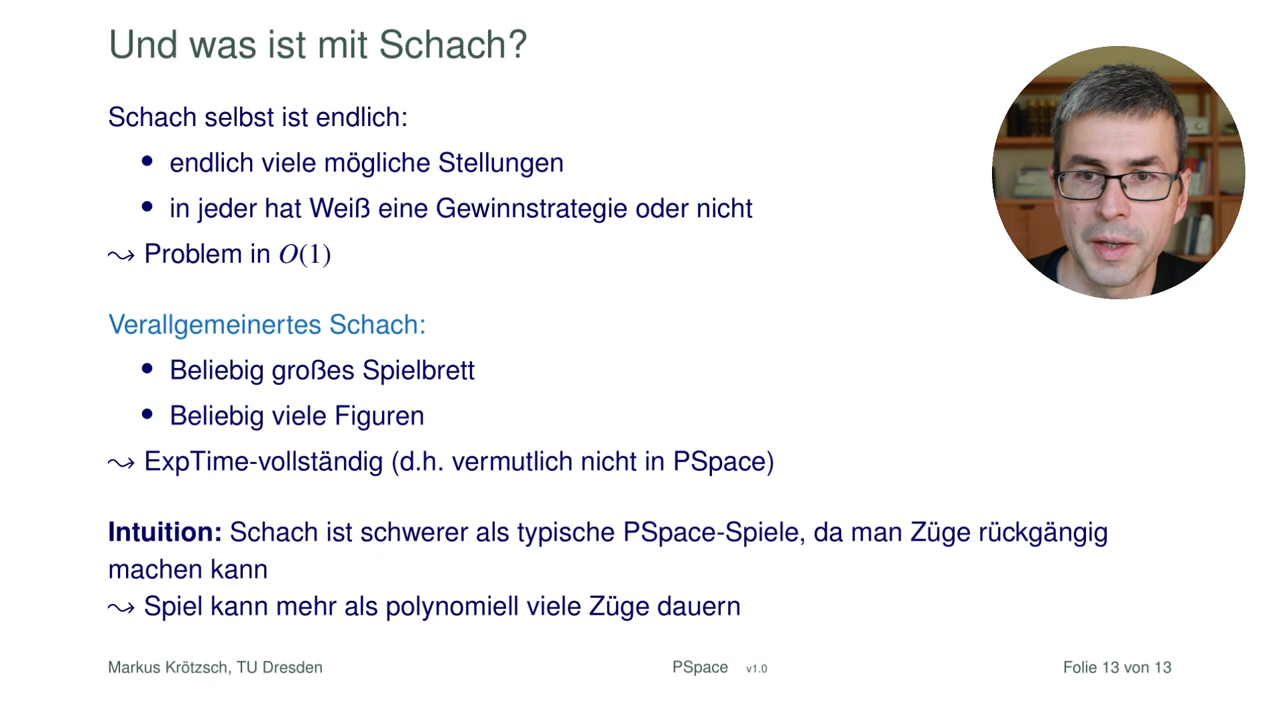 Und was ist mit Schach?
Schach selbst ist endlich:
• endlich viele mögliche Stellungen
• in jeder hat Weiß eine Gewinnstrategie oder nicht
⇝ Problem in O(1)
Verallgemeinertes Schach:
• Beliebig großes Spielbrett
• Beliebig viele Figuren
⇝ ExpTime-vollständig (d.h. vermutlich nicht in PSpace)
Intuition: Schach ist schwerer als typische PSpace-Spiele, da man Züge rückgängig
machen kann
⇝ Spiel kann mehr als polynomiell viele Züge dauern
Markus Krötzsch, TU Dresden PSpace v1.0 Folie 13 von 13